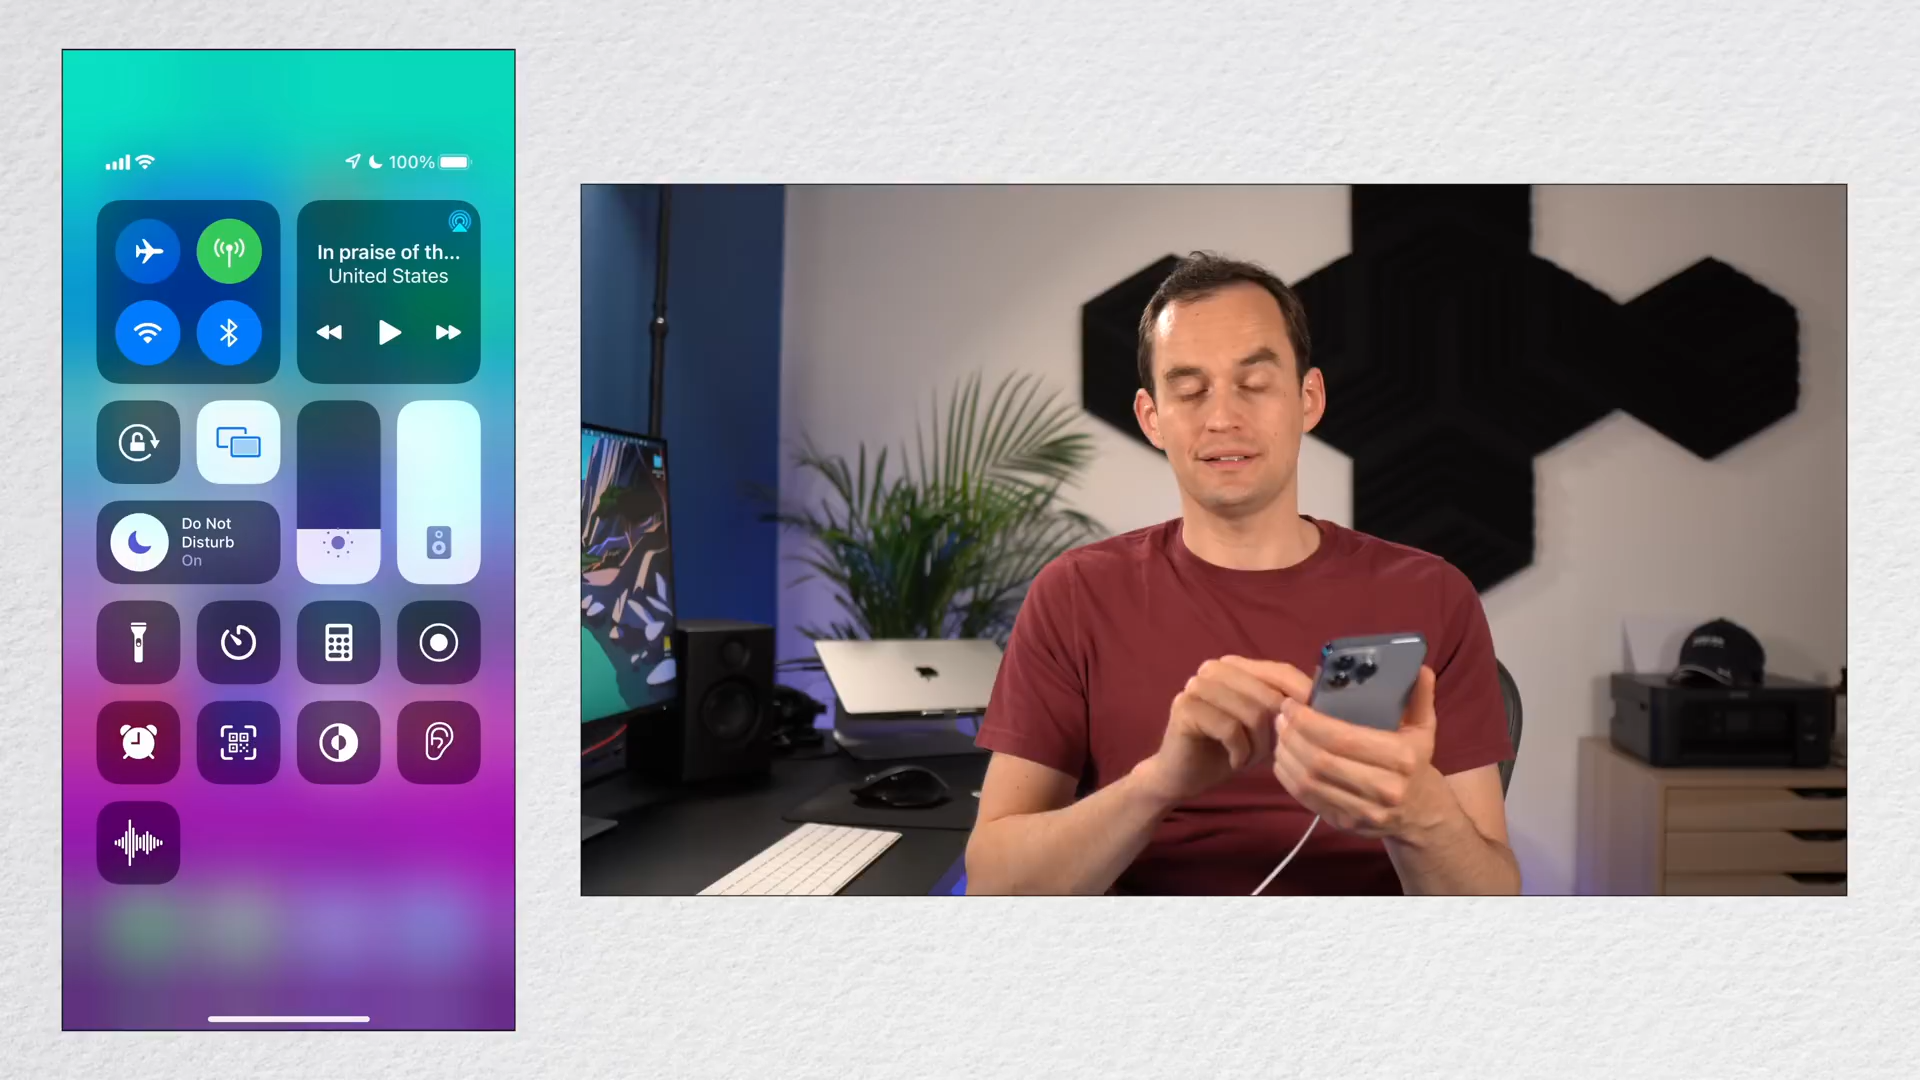 100%
In praise of th...
United States
Do Not
Disturb
On